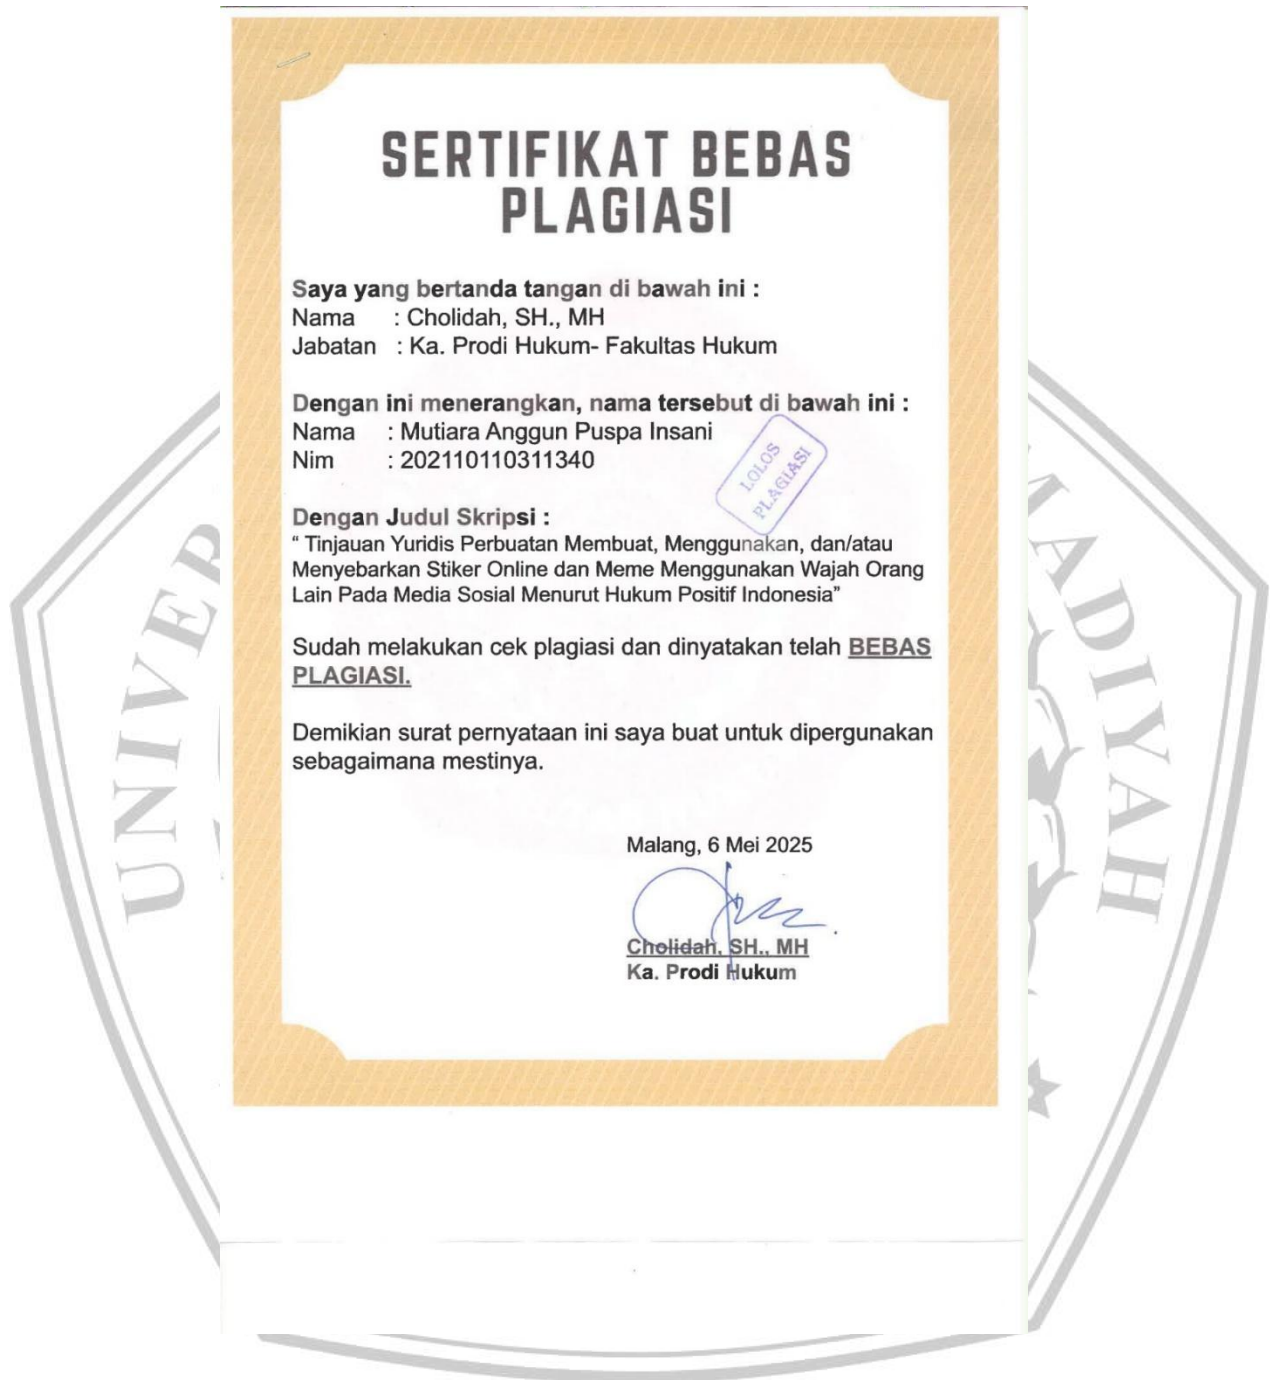 SERTIFIKAT BEBAS
PLAGIASI
Saya yang bertanda tangan di bawah ini :
Nama : Cholidah, SH., MH
Jabatan : Ka. Prodi Hukum- Fakultas Hukum
Dengan ini menerangkan, nama tersebut di bawah ini :
Nama : Mutiara Anggun Puspa Insani
Nim : 202110110311340
LOLOS
PLAGIASI
Dengan Judul Skripsi :
“ Tinjauan Yuridis Perbuatan Membuat, Menggunakan, dan/atau
Menyebarkan Stiker Online dan Meme Menggunakan Wajah Orang
Lain Pada Media Sosial Menurut Hukum Positif Indonesia”
Sudah melakukan cek plagiasi dan dinyatakan telah BEBAS
PLAGIASI.
Demikian surat pernyataan ini saya buat untuk dipergunakan
sebagaimana mestinya.
Malang, 6 Mei 2025
Cholidah, SH., MH
Ka. Prodi Hukum